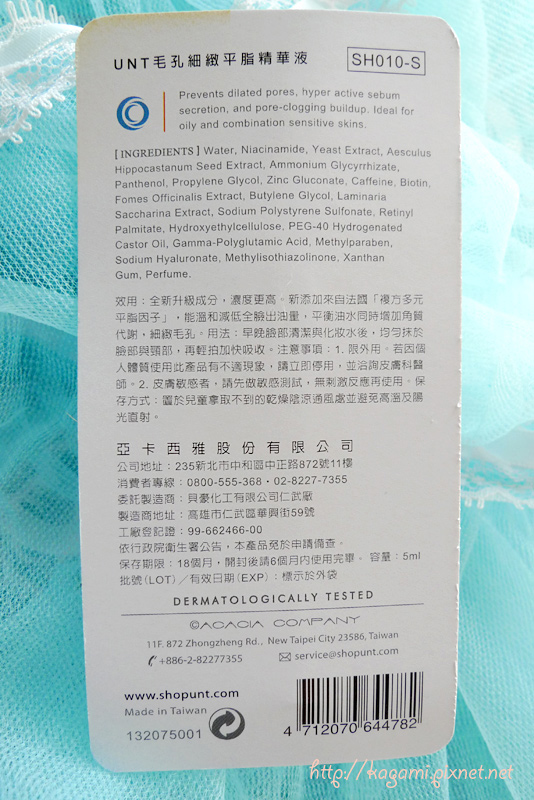 UNT毛孔細緻平脂精華液
SH010-S
Prevents dilated pores, hyper active sebum
secretion, and pore-clogging buildup. Ideal for
oily and combination sensitive skins.
[ INGREDIENTS ] Water, Niacinamide, Yeast Extract, Aesculus
Hippocastanum Seed Extract, Ammonium Glycyrrhizate,
Panthenol, Propylene Glycol, Zinc Gluconate, Caffeine, Biotin,
Fomes Officinalis Extract, Butylene Glycol, Laminaria
Saccharina Extract, Sodium Polystyrene Sulfonate, Retinyl
Palmitate, Hydroxyethylcellulose, PEG-40 Hydrogenated
Castor Oil, Gamma-Polyglutamic Acid, Methylparaben,
Sodium Hyaluronate, Methylisothiazolinone, Xanthan
Gum, Perfume.
效用：全新升級成分，濃度更高。新添加來自法國「複方多元
平脂因子」，能溫和減低全臉出油量，平衡油水同時增加角質
代謝，細緻毛孔。用法：早晚臉部清潔與化妝水後，均勻抹於
臉部與頸部，再輕拍加快吸收。注意事項：1. 限外用。若因個
人體質使用此產品有不適現象，請立即停用，並洽詢皮膚科醫
師。2. 皮膚敏感者，請先做敏感測試，無刺激反應再使用。保
存方式：置於兒童拿取不到的乾燥陰涼通風處並避免高溫及陽
光直射。
亞卡西雅股份有限公司
公司地址：235新北市中和區中正路872號11樓
消費者專線：0800-555-368・02-8227-7355
委託製造商：貝豪化工有限公司仁武廠
製造商地址：高雄市仁武區華興街59號
工廠登記證：99-662466-00
依行政院衛生署公告，本產品免於申請備查。
保存期限：18個月，開封後請6個月內使用完畢。 容量：5ml
批號(LOT) ／有效日期(EXP)：標示於外袋
DERMATOLOGICALLY TESTED
©ACACIA COMPANY
11F. 872 Zhongzheng Rd., New Taipei City 23586, Taiwan
+886-2-82277355 service@shopunt.com
www.shopunt.com
Made in Taiwan
132075001
4 712070 644782
http://kagami.pixnet.net